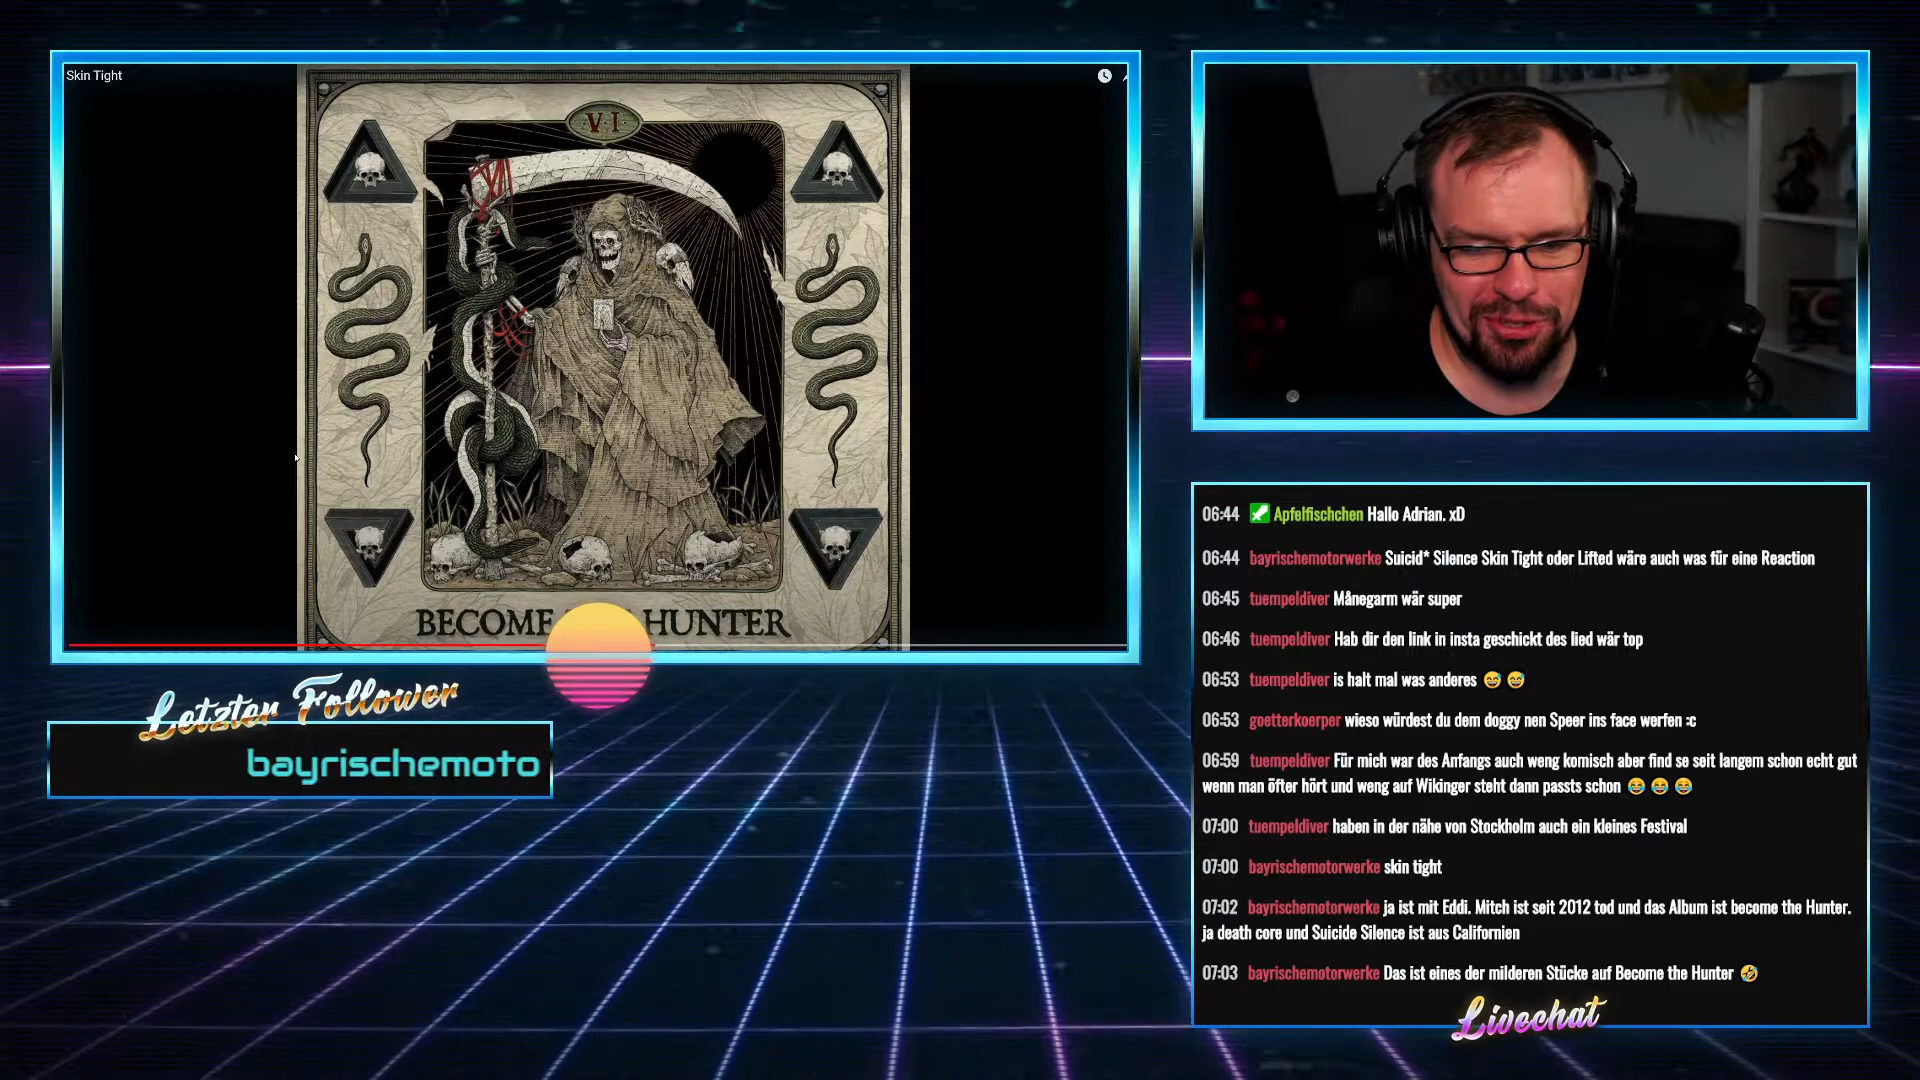 Skin Tight
VI
BECOME HUNTER
Letzter Follower
bayrischemoto
06:44 Apfelfischchen Hallo Adrian. xD
06:44 bayrischemotorwerke Suicid* Silence Skin Tight oder Lifted wäre auch was für eine Reaction
06:45 tuempeldiver Månegarm wär super
06:46 tuempeldiver Hab dir den link in insta geschickt des lied wär top
06:53 tuempeldiver is halt mal was anderes 😅 😅
06:53 goetterkoerper wieso würdest du dem doggy nen Speer ins face werfen :c
06:59 tuempeldiver Für mich war des Anfangs auch weng komisch aber find se seit langem schon echt gut
wenn man öfter hört und weng auf Wikinger steht dann passts schon 😂 😂 😂
07:00 tuempeldiver haben in der nähe von Stockholm auch ein kleines Festival
07:00 bayrischemotorwerke skin tight
07:02 bayrischemotorwerke ja ist mit Eddi. Mitch ist seit 2012 tod und das Album ist become the Hunter.
ja death core und Suicide Silence ist aus Californien
07:03 bayrischemotorwerke Das ist eines der milderen Stücke auf Become the Hunter 🤣
Livechat